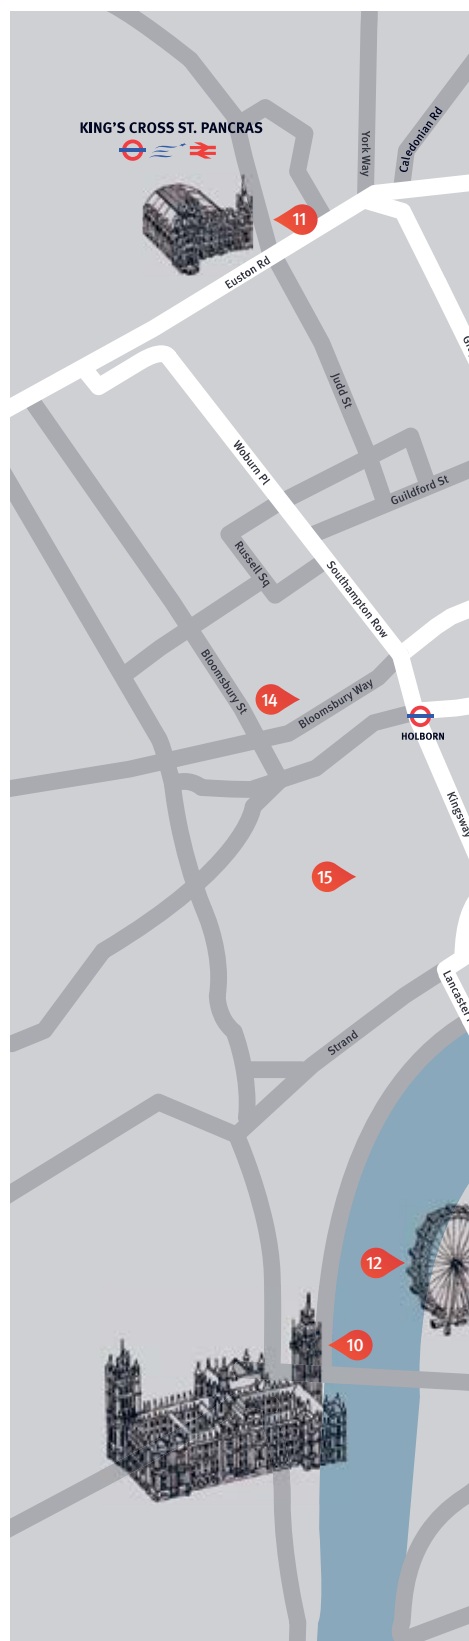 KING'S CROSS ST. PANCRAS
York Way
Caledonian Rd
11
Euston Rd
Judd St
Woburn Pl
Guildford St
Russell Sq
Southampton Row
Bloomsbury St
14
Bloomsbury Way
HOLBORN
Kingsway
15
Lancaster
Strand
12
10